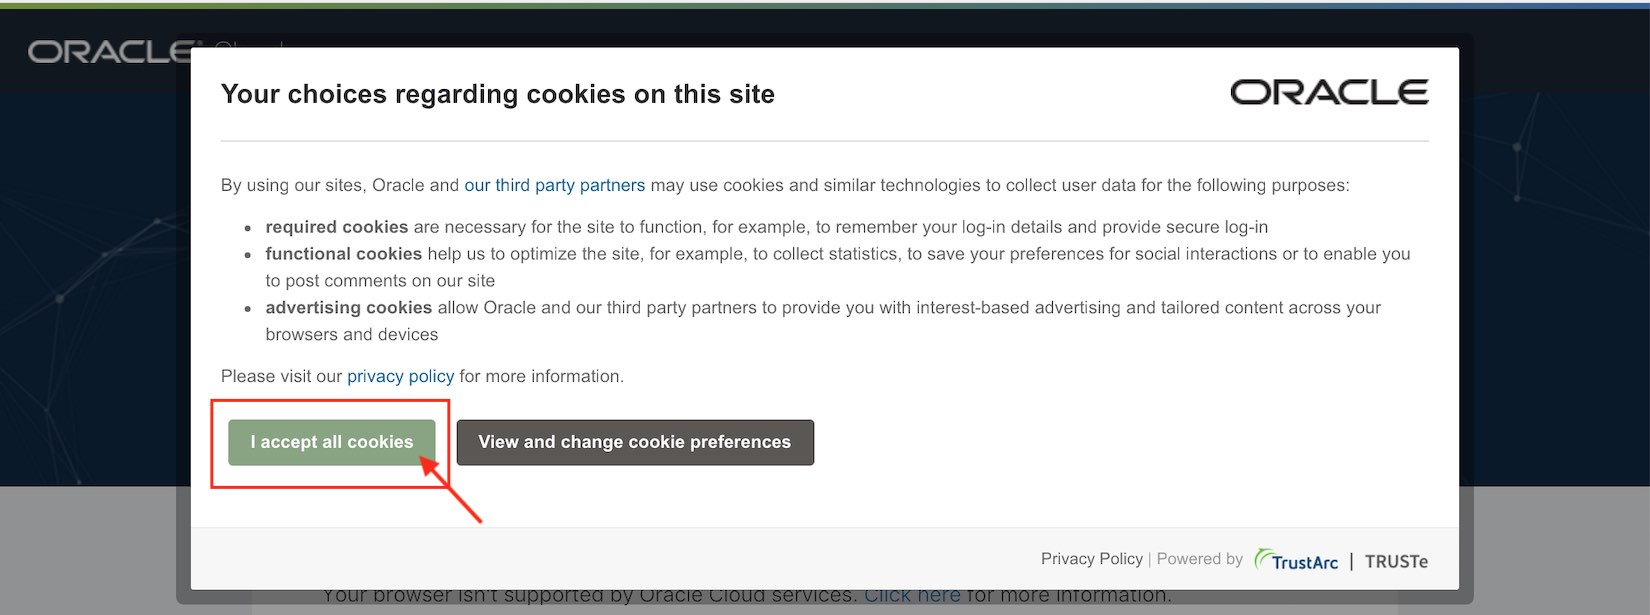 ORACLE® Cloud
Your choices regarding cookies on this site
ORACLE
By using our sites, Oracle and our third party partners may use cookies and similar technologies to collect user data for the following purposes:
• required cookies are necessary for the site to function, for example, to remember your log-in details and provide secure log-in
• functional cookies help us to optimize the site, for example, to collect statistics, to save your preferences for social interactions or to enable you
to post comments on our site
• advertising cookies allow Oracle and our third party partners to provide you with interest-based advertising and tailored content across your
browsers and devices
Please visit our privacy policy for more information.
I accept all cookies
View and change cookie preferences
Privacy Policy | Powered by TrustArc | TRUSTe
Your browser isn't supported by Oracle Cloud services. Click here for more information.